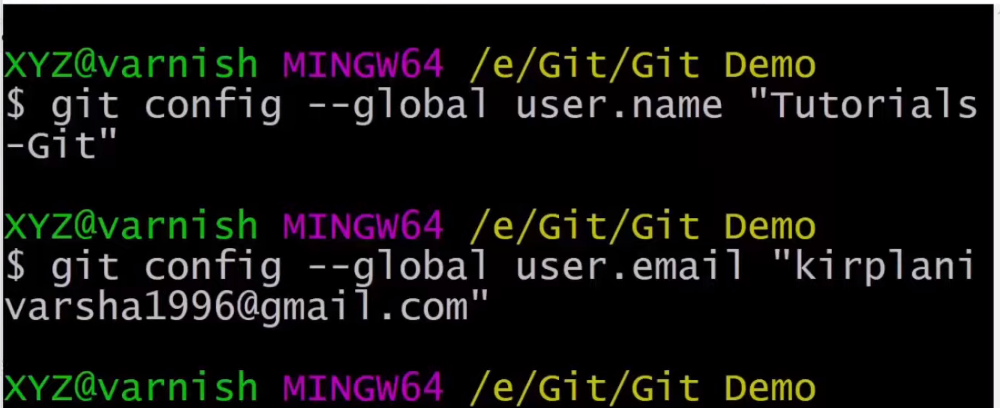 XYZ@varnish MINGW64 /e/Git/Git Demo
$ git config --global user.name "Tutorials
-Git"
XYZ@varnish MINGW64 /e/Git/Git Demo
$ git config --global user.email "kirplani
varsha1996@gmail.com"
XYZ@varnish MINGW64 /e/Git/Git Demo